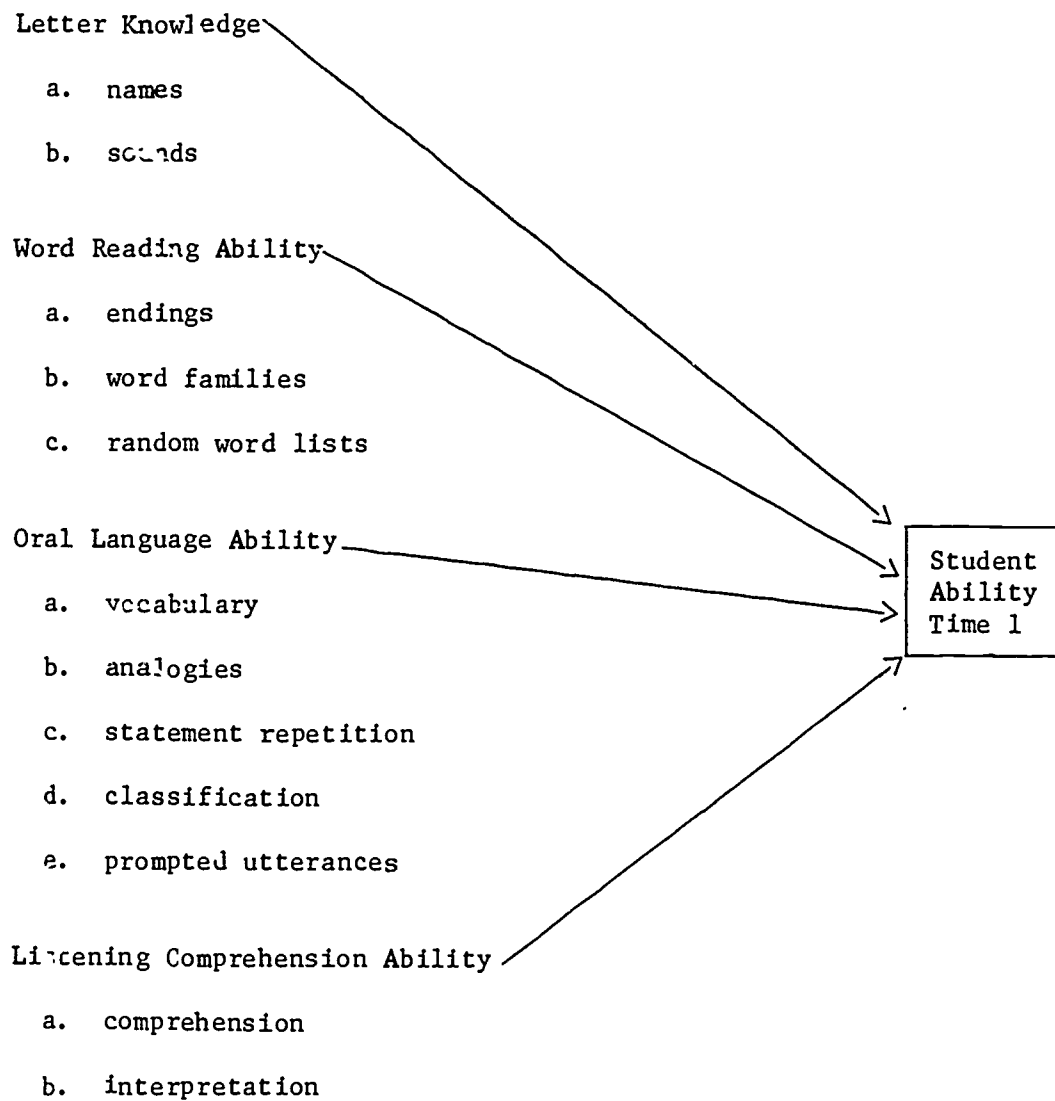 Letter Knowledge
a. names
b. sounds
Word Reading Ability
a. endings
b. word families
c. random word lists
Oral Language Ability
a. vocabulary
b. analogies
c. statement repetition
d. classification
e. prompted utterances
Listening Comprehension Ability
a. comprehension
b. interpretation
Student
Ability
Time 1